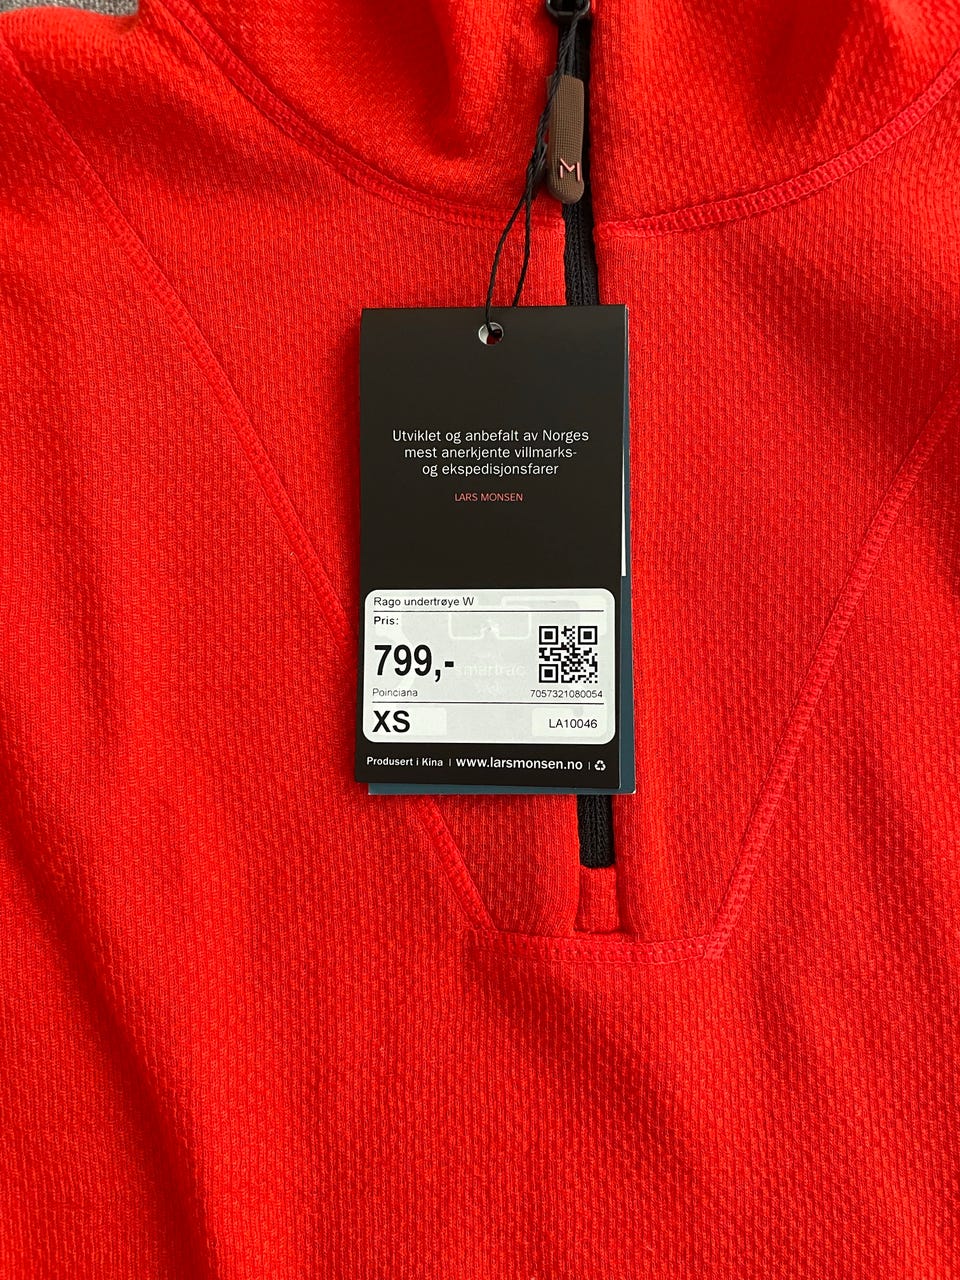 M
Utviklet og anbefalt av Norges
mest anerkjente villmarks-
og ekspedisjonsfarer
LARS MONSEN
Rago undertrøye W
Pris:
799,-
smartrac
Poinciana 7057321080054
XS LA10046
Produsert i Kina | www.larsmonsen.no |